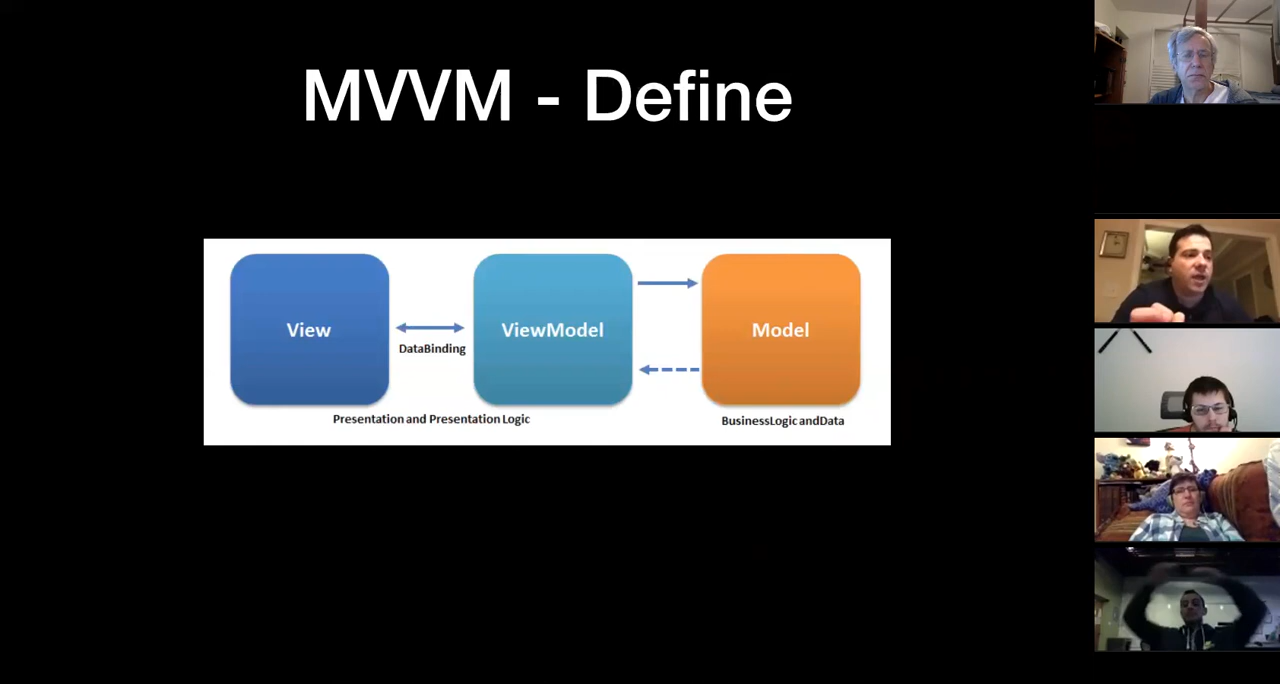 MVVM - Define
View
DataBinding
ViewModel
Model
Presentation and Presentation Logic
BusinessLogic andData